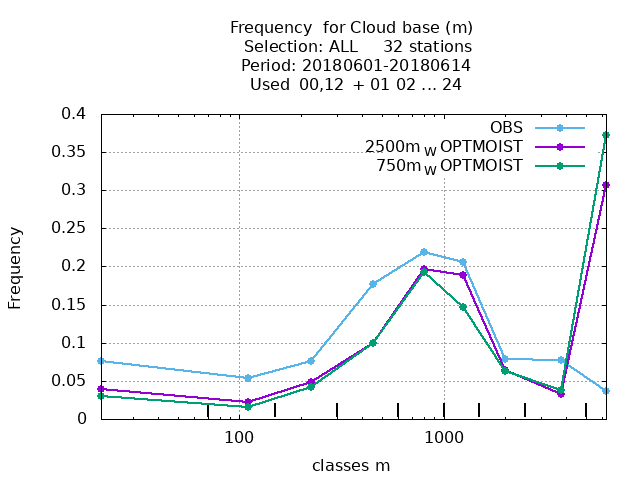 Frequency for Cloud base (m)
Selection: ALL 32 stations
Period: 20180601-20180614
Used 00,12 + 01 02 ... 24
0.4
0.35
0.3
0.25
0.2
0.15
0.1
0.05
0
Frequency
OBS
2500m W OPTMOIST
750m W OPTMOIST
100
1000
classes m